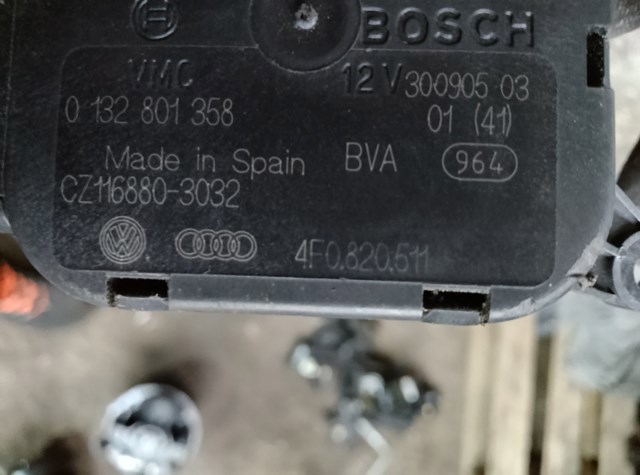 BOSCH
VMC 12 V 300905 03
0 132 801 358 01 (41)
Made in Spain BVA 964
CZ116880-3032
4F0.820.511